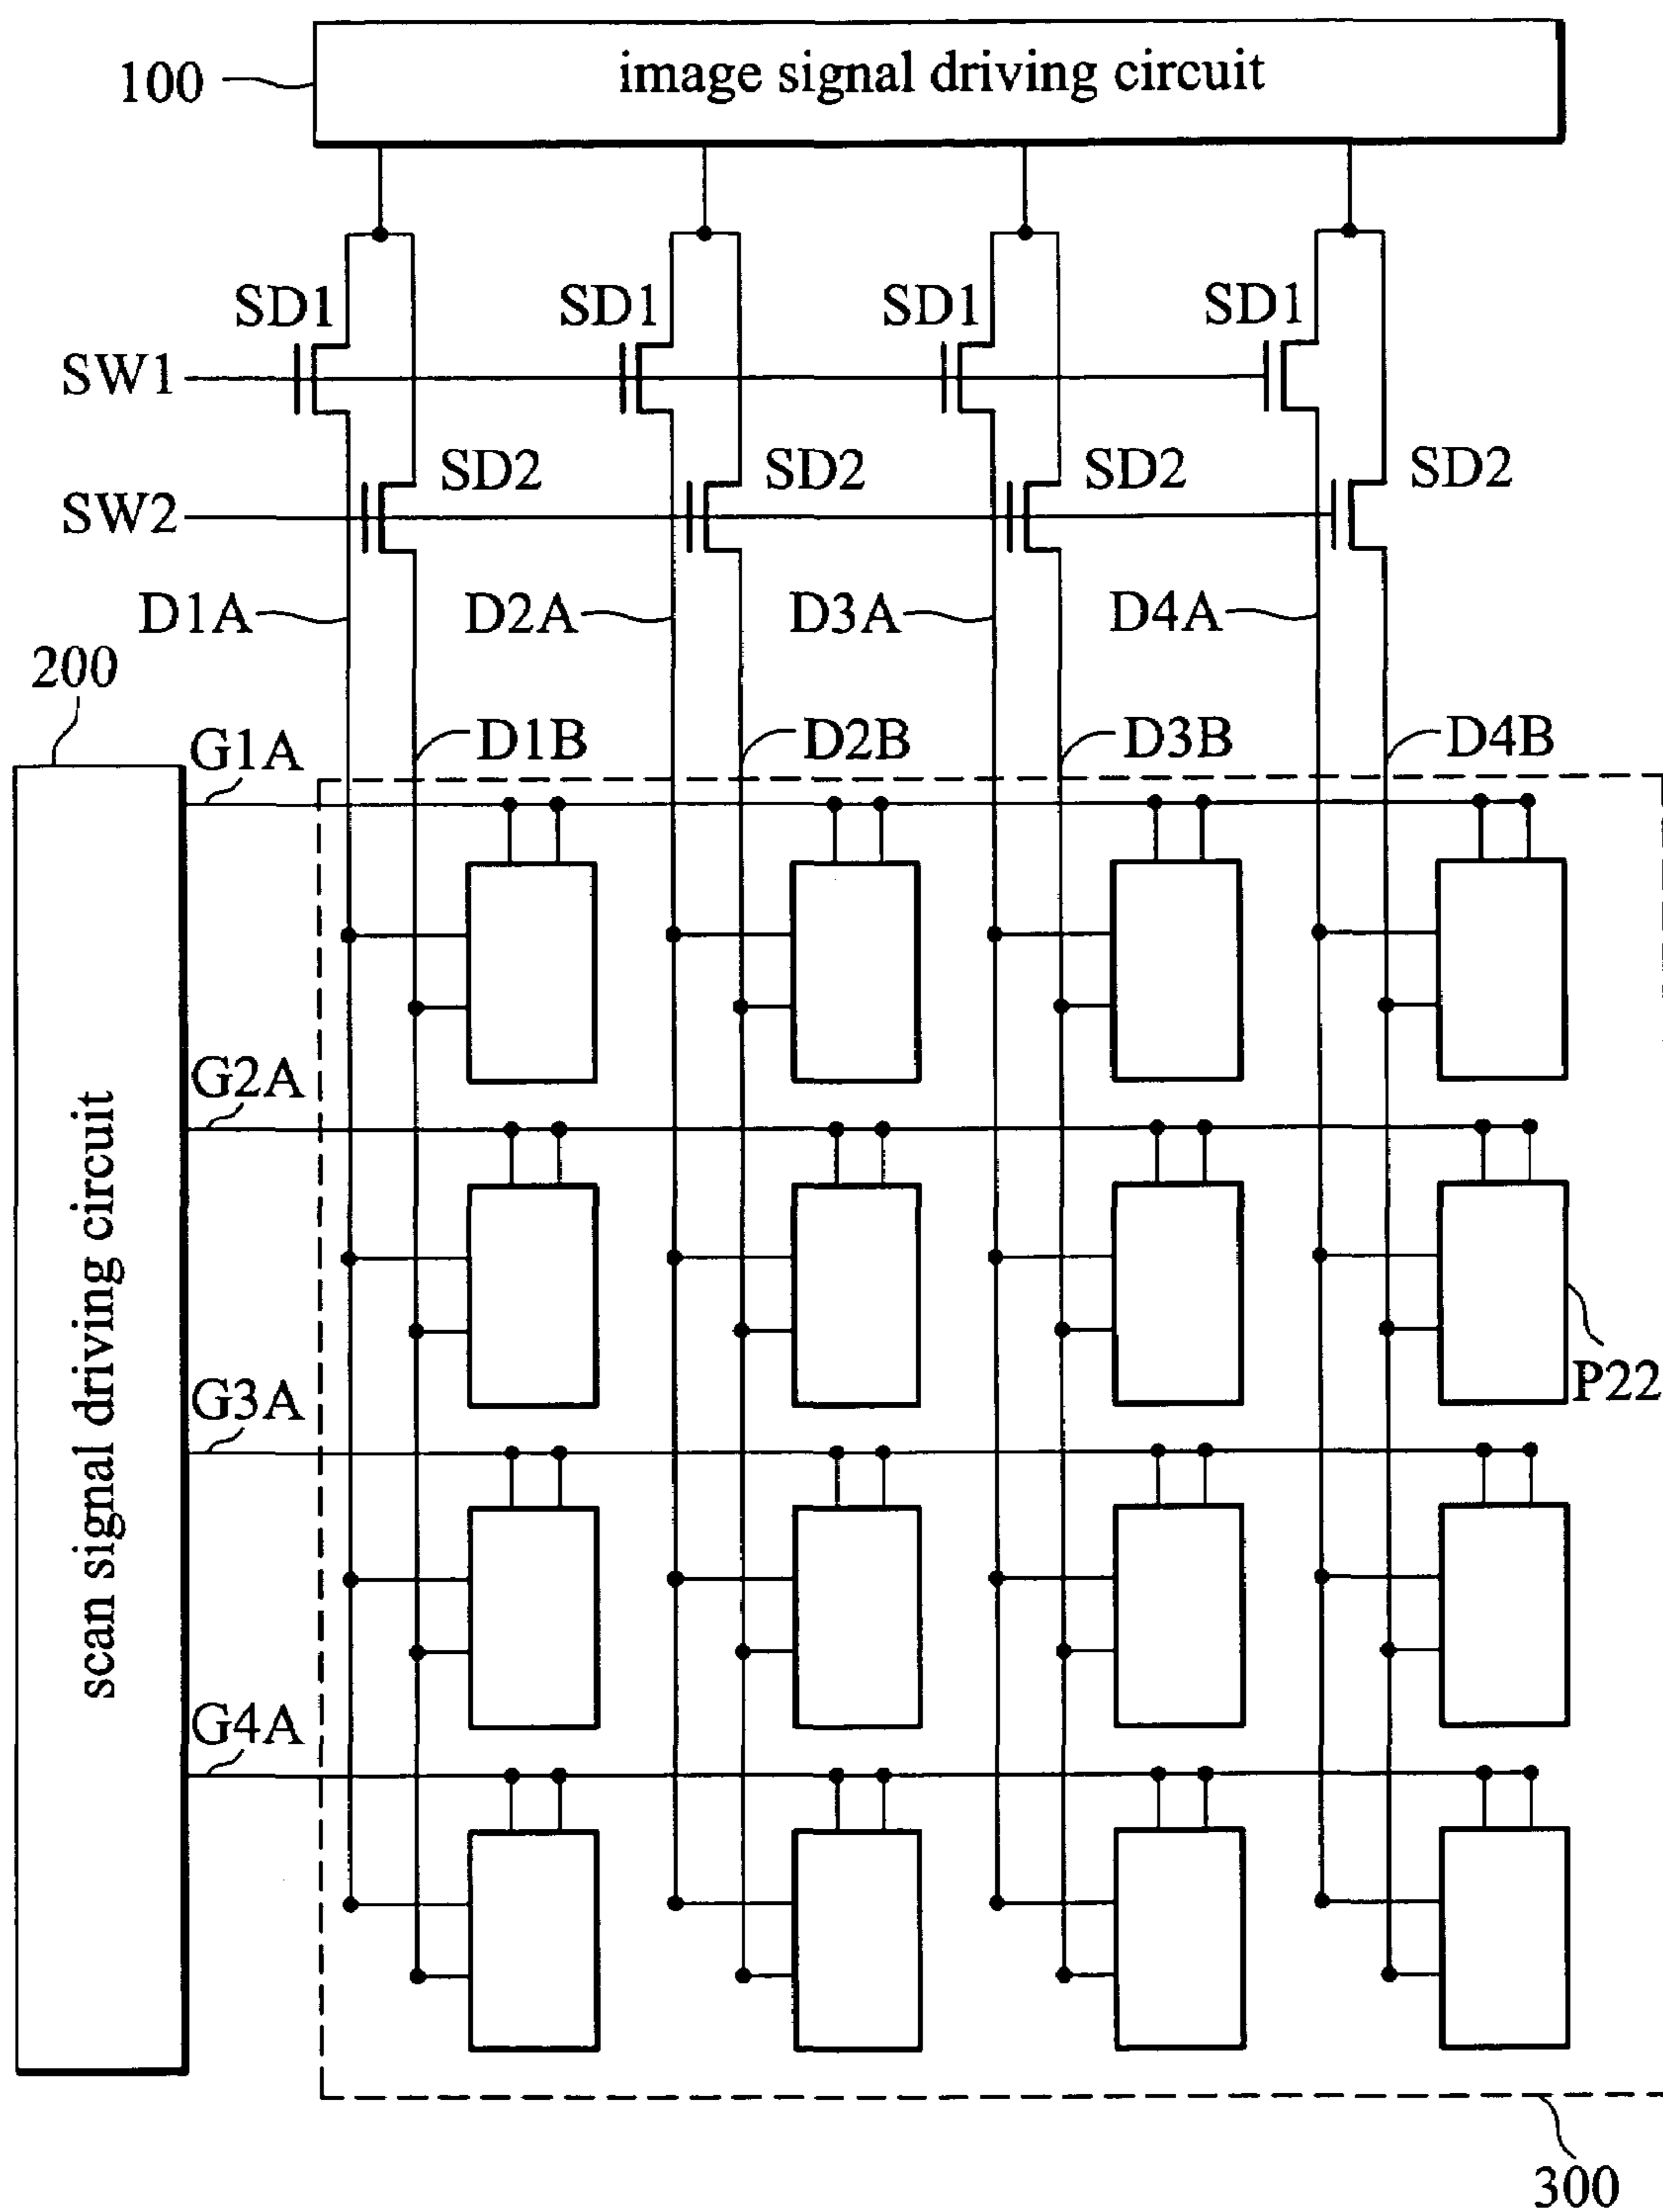 image signal driving circuit
100
SD1 SD1 SD1 SD1
SW1
SD2 SD2 SD2 SD2
SW2
D1A D2A D3A D4A
200
G1A D1B D2B D3B D4B
G2A
scan signal driving circuit
P22
G3A
G4A
300